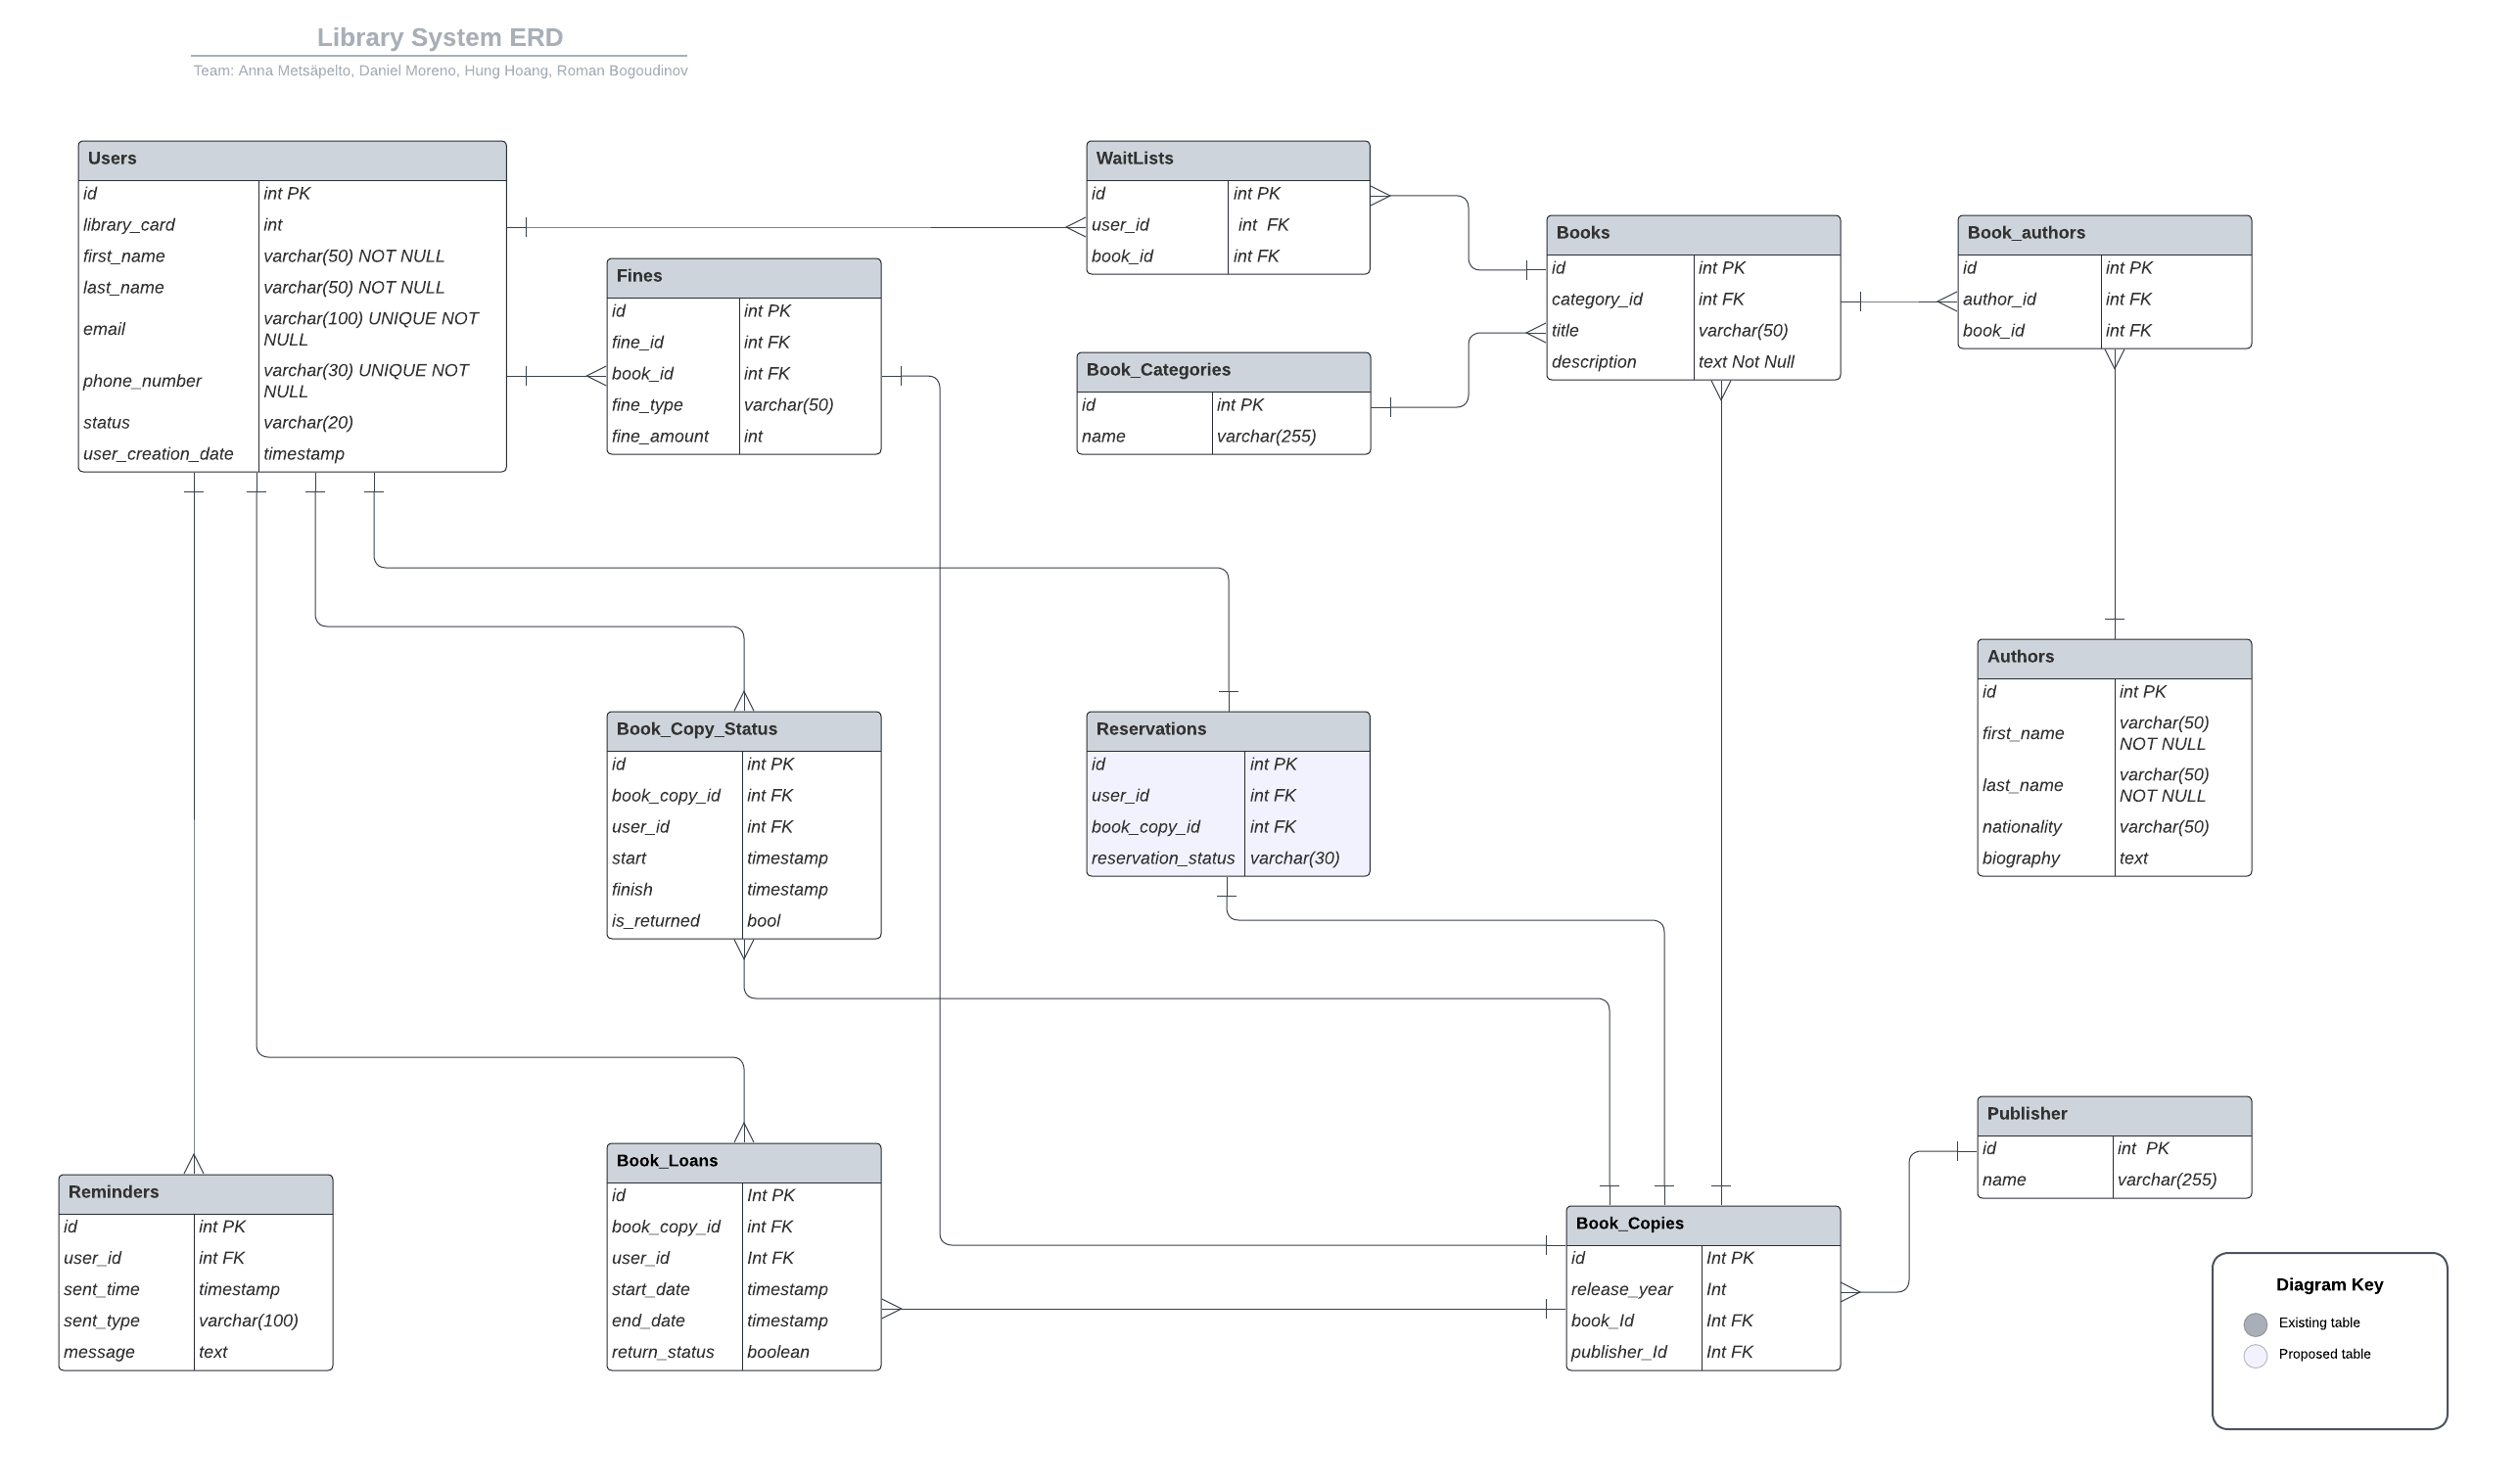 Library System ERD
Team: Anna Metsäpelto, Daniel Moreno, Hung Hoang, Roman Bogoudinov
Users
id int PK
library_card int
first_name varchar(50) NOT NULL
last_name varchar(50) NOT NULL
email varchar(100) UNIQUE NOT
NULL
phone_number varchar(30) UNIQUE NOT
NULL
status varchar(20)
user_creation_date timestamp
Fines
id int PK
fine_id int FK
book_id int FK
fine_type varchar(50)
fine_amount int
WaitLists
id int PK
user_id int FK
book_id int FK
Book_Categories
id int PK
name varchar(255)
Books
id int PK
category_id int FK
title varchar(50)
description text Not Null
Book_authors
id int PK
author_id int FK
book_id int FK
Book_Copy_Status
id int PK
book_copy_id int FK
user_id int FK
start timestamp
finish timestamp
is_returned bool
Reservations
id int PK
user_id int FK
book_copy_id int FK
reservation_status varchar(30)
Authors
id int PK
first_name varchar(50)
NOT NULL
last_name varchar(50)
NOT NULL
nationality varchar(50)
biography text
Reminders
id int PK
user_id int FK
sent_time timestamp
sent_type varchar(100)
message text
Book_Loans
id Int PK
book_copy_id int FK
user_id Int FK
start_date timestamp
end_date timestamp
return_status boolean
Book_Copies
id Int PK
release_year Int
book_Id Int FK
publisher_Id Int FK
Publisher
id int PK
name varchar(255)
Diagram Key
Existing table
Proposed table